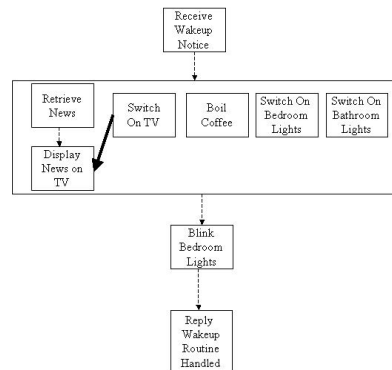 Receive
Wakeup
Notice
Retrieve
News
Switch
On TV
Boil
Coffee
Switch On
Bedroom
Lights
Switch On
Bathroom
Lights
Display
News on
TV
Blink
Bedroom
Lights
Reply
Wakeup
Routine
Handled